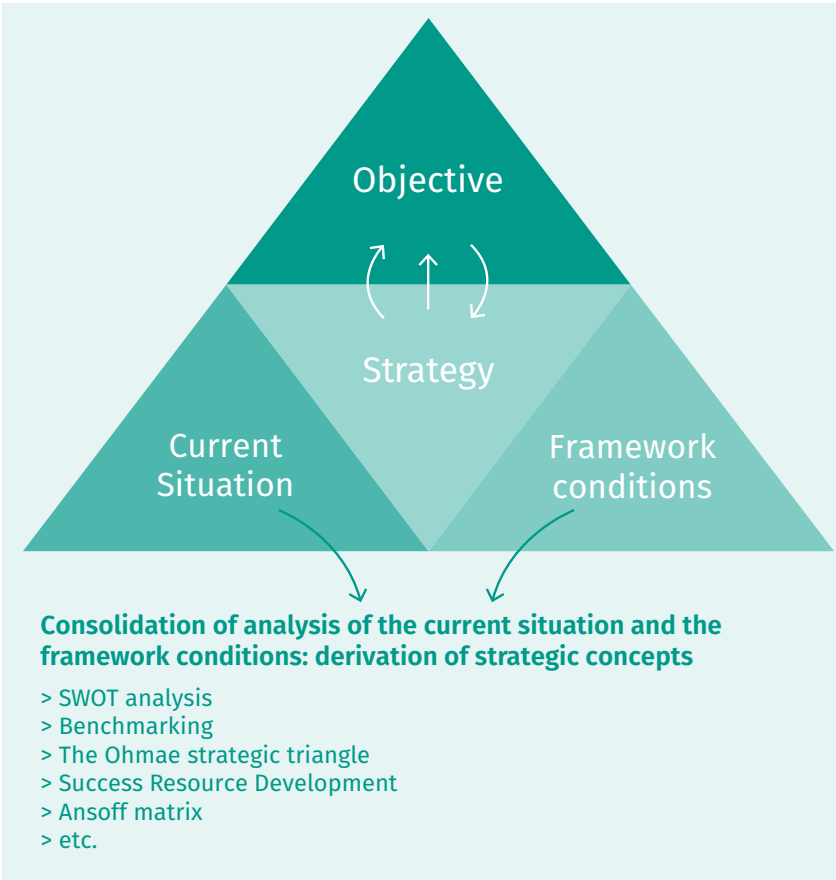 Objective
Strategy
Current
Situation
Framework
conditions
Consolidation of analysis of the current situation and the
framework conditions: derivation of strategic concepts
> SWOT analysis
> Benchmarking
> The Ohmae strategic triangle
> Success Resource Development
> Ansoff matrix
> etc.